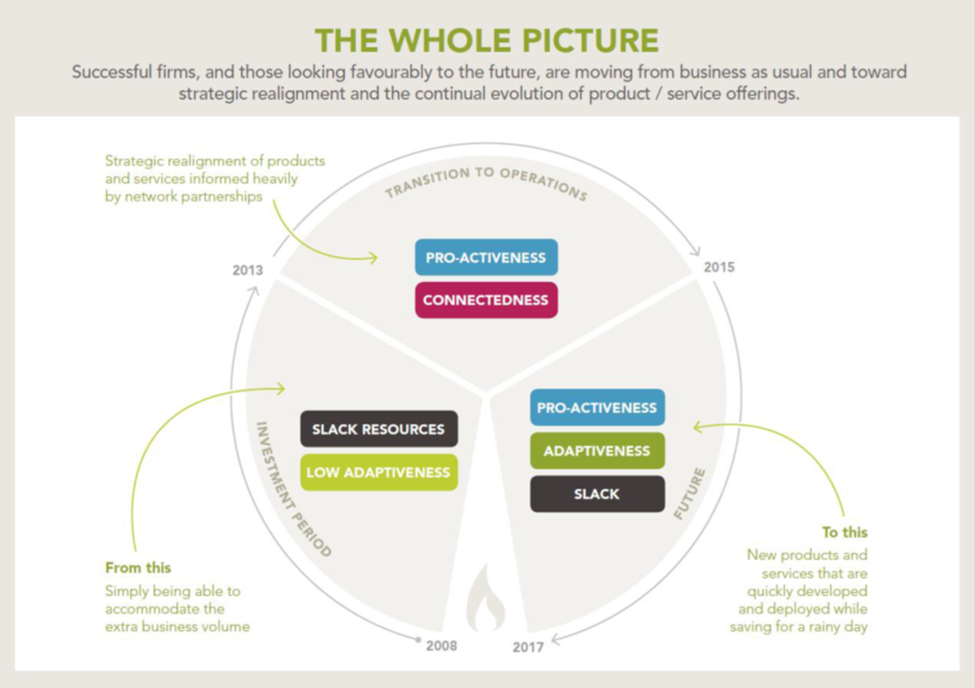 THE WHOLE PICTURE
Successful firms, and those looking favourably to the future, are moving from business as usual and toward
strategic realignment and the continual evolution of product / service offerings.
Strategic realignment of products
and services informed heavily
by network partnerships
TRANSITION TO OPERATIONS
2013
PRO-ACTIVENESS
CONNECTEDNESS
2015
INVESTMENT PERIOD
SLACK RESOURCES
LOW ADAPTIVENESS
PRO-ACTIVENESS
ADAPTIVENESS
SLACK
FUTURE
From this
Simply being able to
accommodate the
extra business volume
2008
2017
To this
New products and
services that are
quickly developed
and deployed while
saving for a rainy day